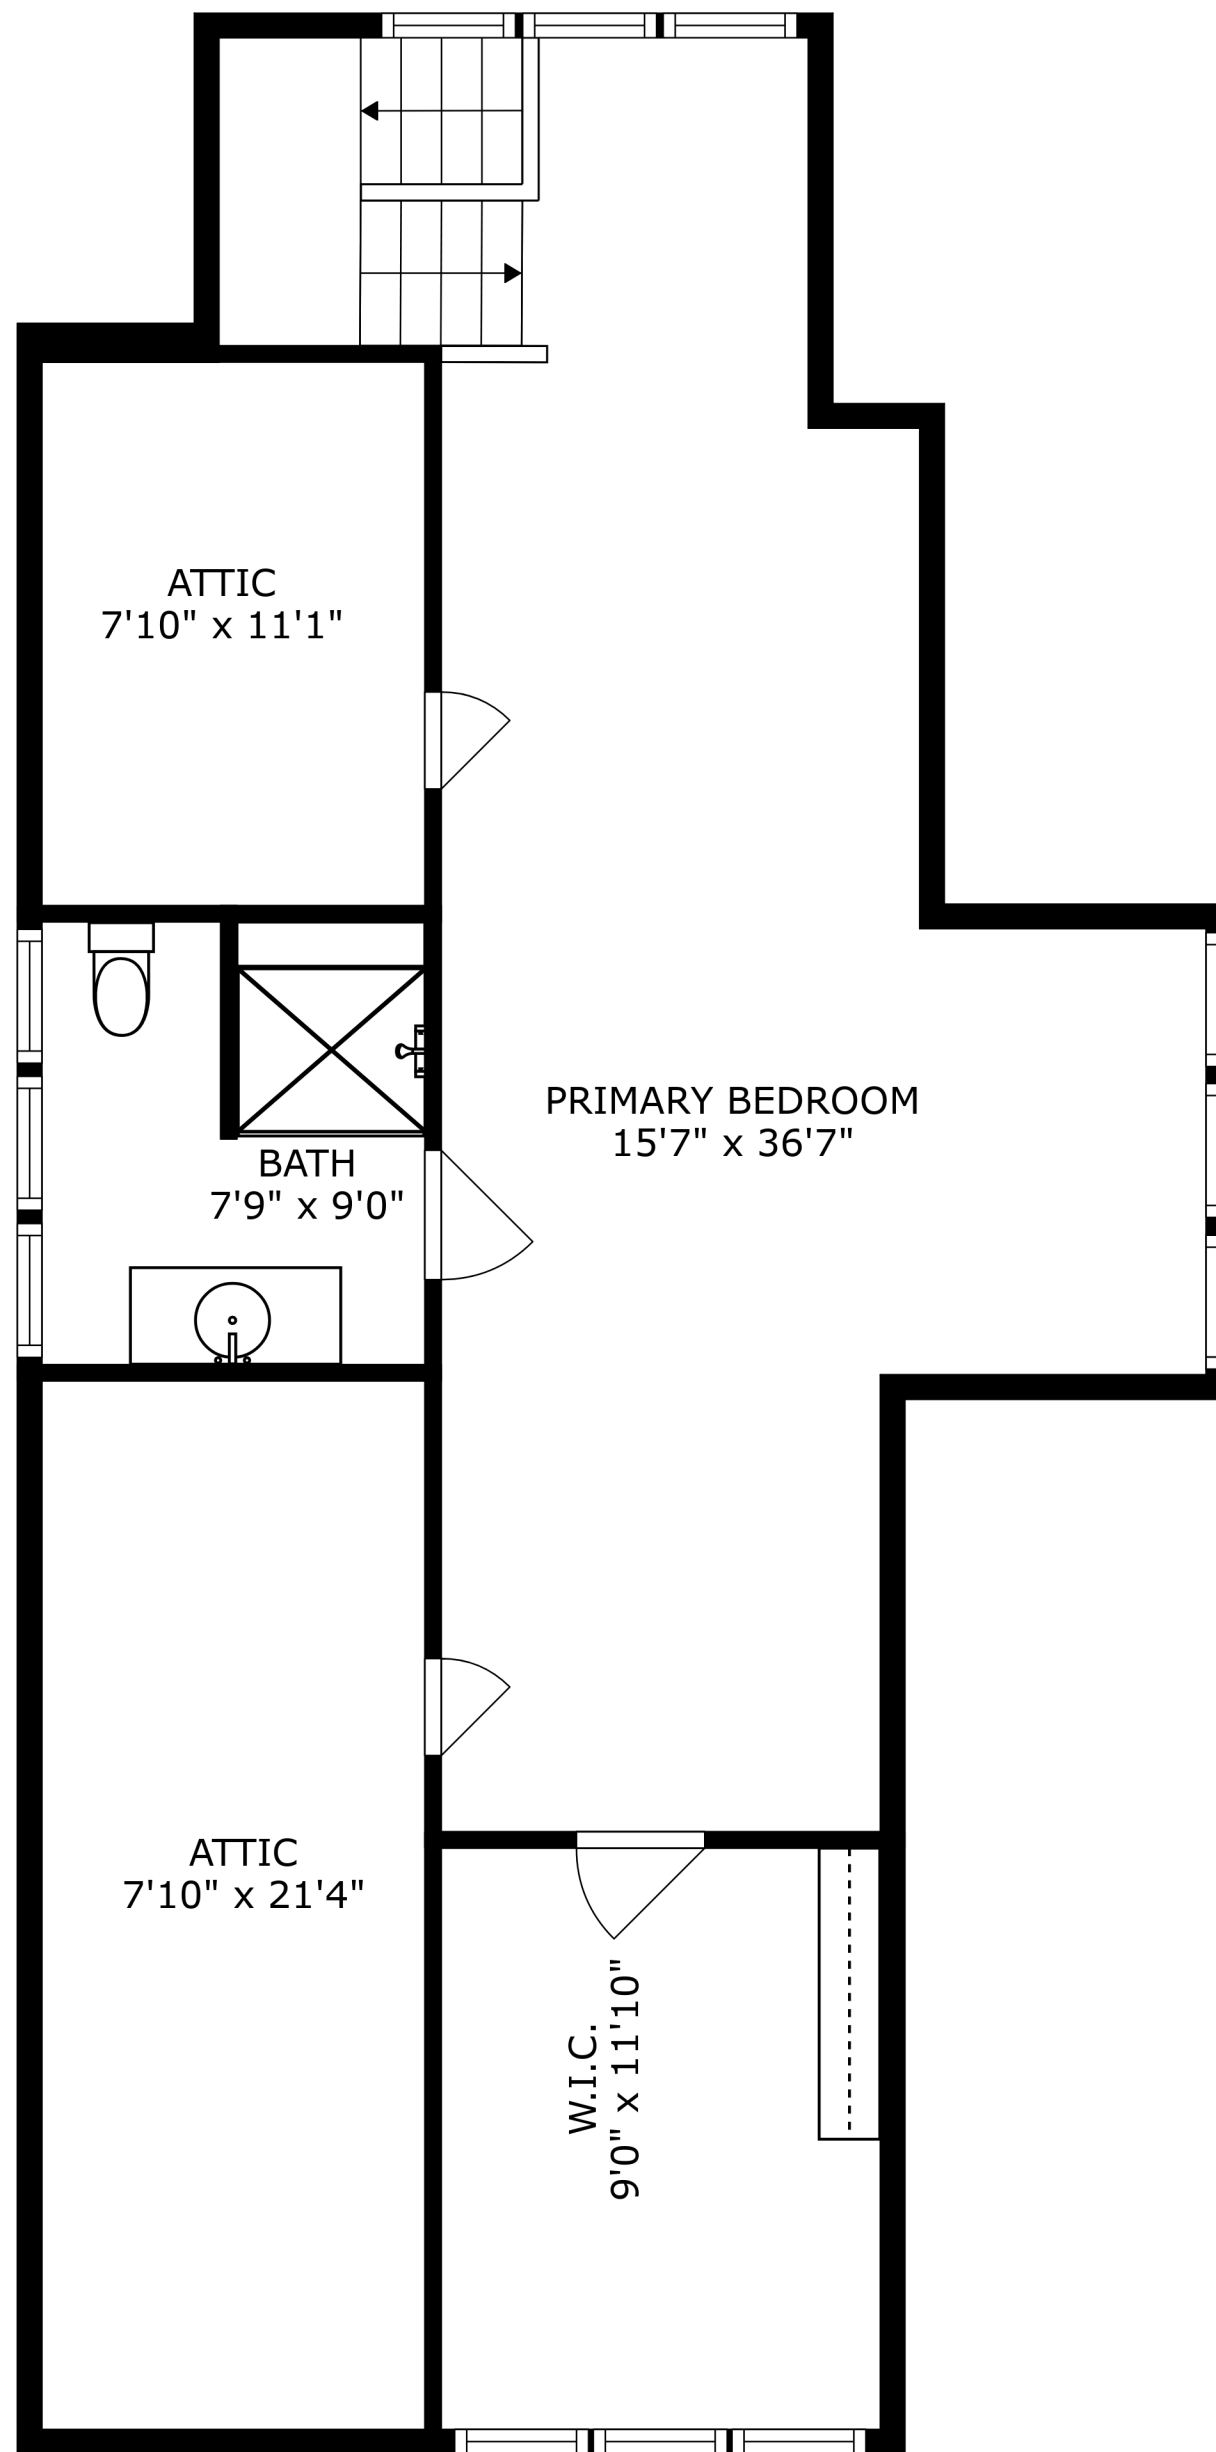 ATTIC
7'10" x 11'1"
PRIMARY BEDROOM
15'7" x 36'7"
BATH
7'9" x 9'0"
ATTIC
7'10" x 21'4"
W.I.C.
9'0" x 11'10"